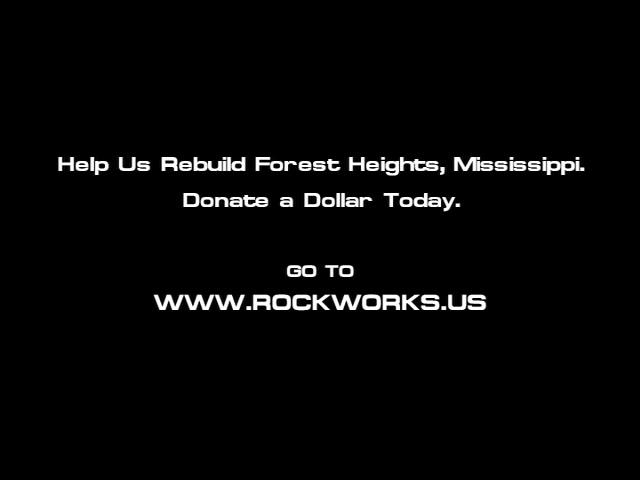 Help Us Rebuild Forest Heights, Mississippi.
Donate a Dollar Today.
GO TO
WWW.ROCKWORKS.US